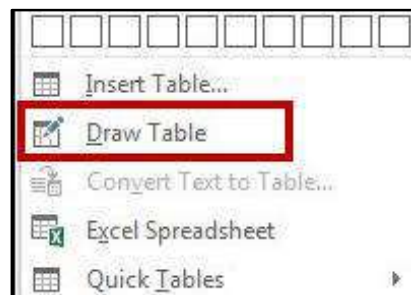 Insert Table...
Draw Table
Convert Text to Table...
Excel Spreadsheet
Quick Tables